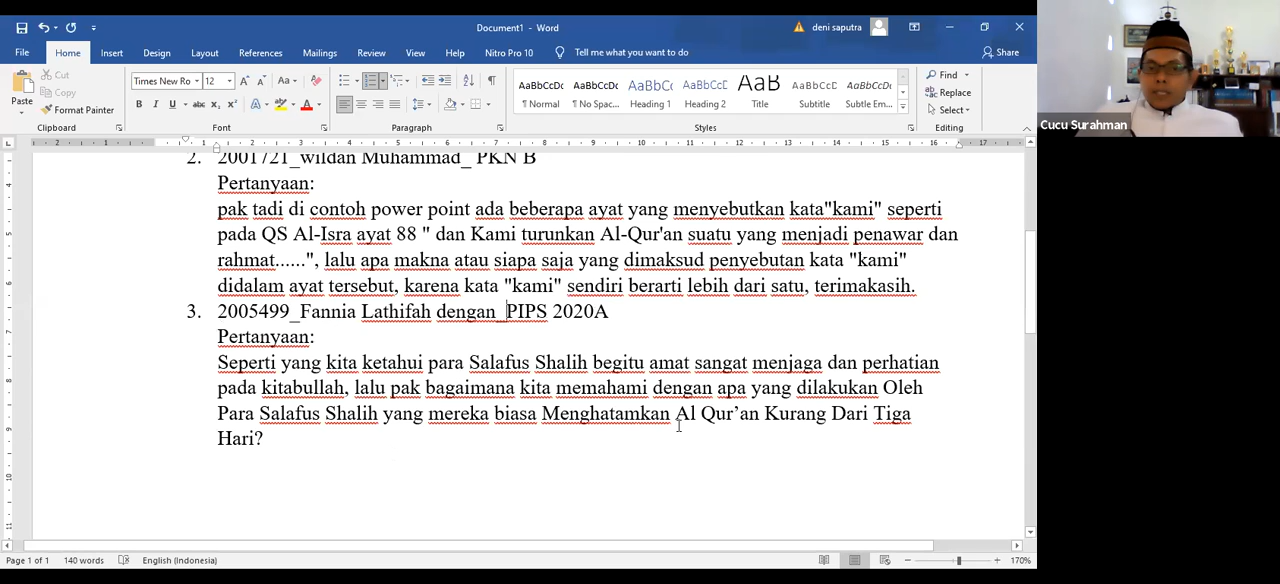 Document1 - Word
deni saputra
File Home Insert Design Layout References Mailings Review View Help Nitro Pro 10 Tell me what you want to do Share
Paste
Cut
Copy
Format Painter
Clipboard
Times New Ro 12
Font
Paragraph
AaBbCcDc AaBbCcDc AaBbCc AaBbCcD AaB AaBbCcD AaBbCcDc
¶ Normal ¶ No Spac... Heading 1 Heading 2 Title Subtitle Subtle Em...
Styles
Find
Replace
Select
Editing
Cucu Surahman
2. 2001721_wildan Muhammad_ PKN B
Pertanyaan:
pak tadi di contoh power point ada beberapa ayat yang menyebutkan kata"kami" seperti
pada QS Al-Isra ayat 88 " dan Kami turunkan Al-Qur'an suatu yang menjadi penawar dan
rahmat......", lalu apa makna atau siapa saja yang dimaksud penyebutan kata "kami"
didalam ayat tersebut, karena kata "kami" sendiri berarti lebih dari satu, terimakasih.
3. 2005499_Fannia Lathifah dengan_PIPS 2020A
Pertanyaan:
Seperti yang kita ketahui para Salafus Shalih begitu amat sangat menjaga dan perhatian
pada kitabullah, lalu pak bagaimana kita memahami dengan apa yang dilakukan Oleh
Para Salafus Shalih yang mereka biasa Menghatamkan Al Qur’an Kurang Dari Tiga
Hari?
Page 1 of 1 140 words English (Indonesia) 170%